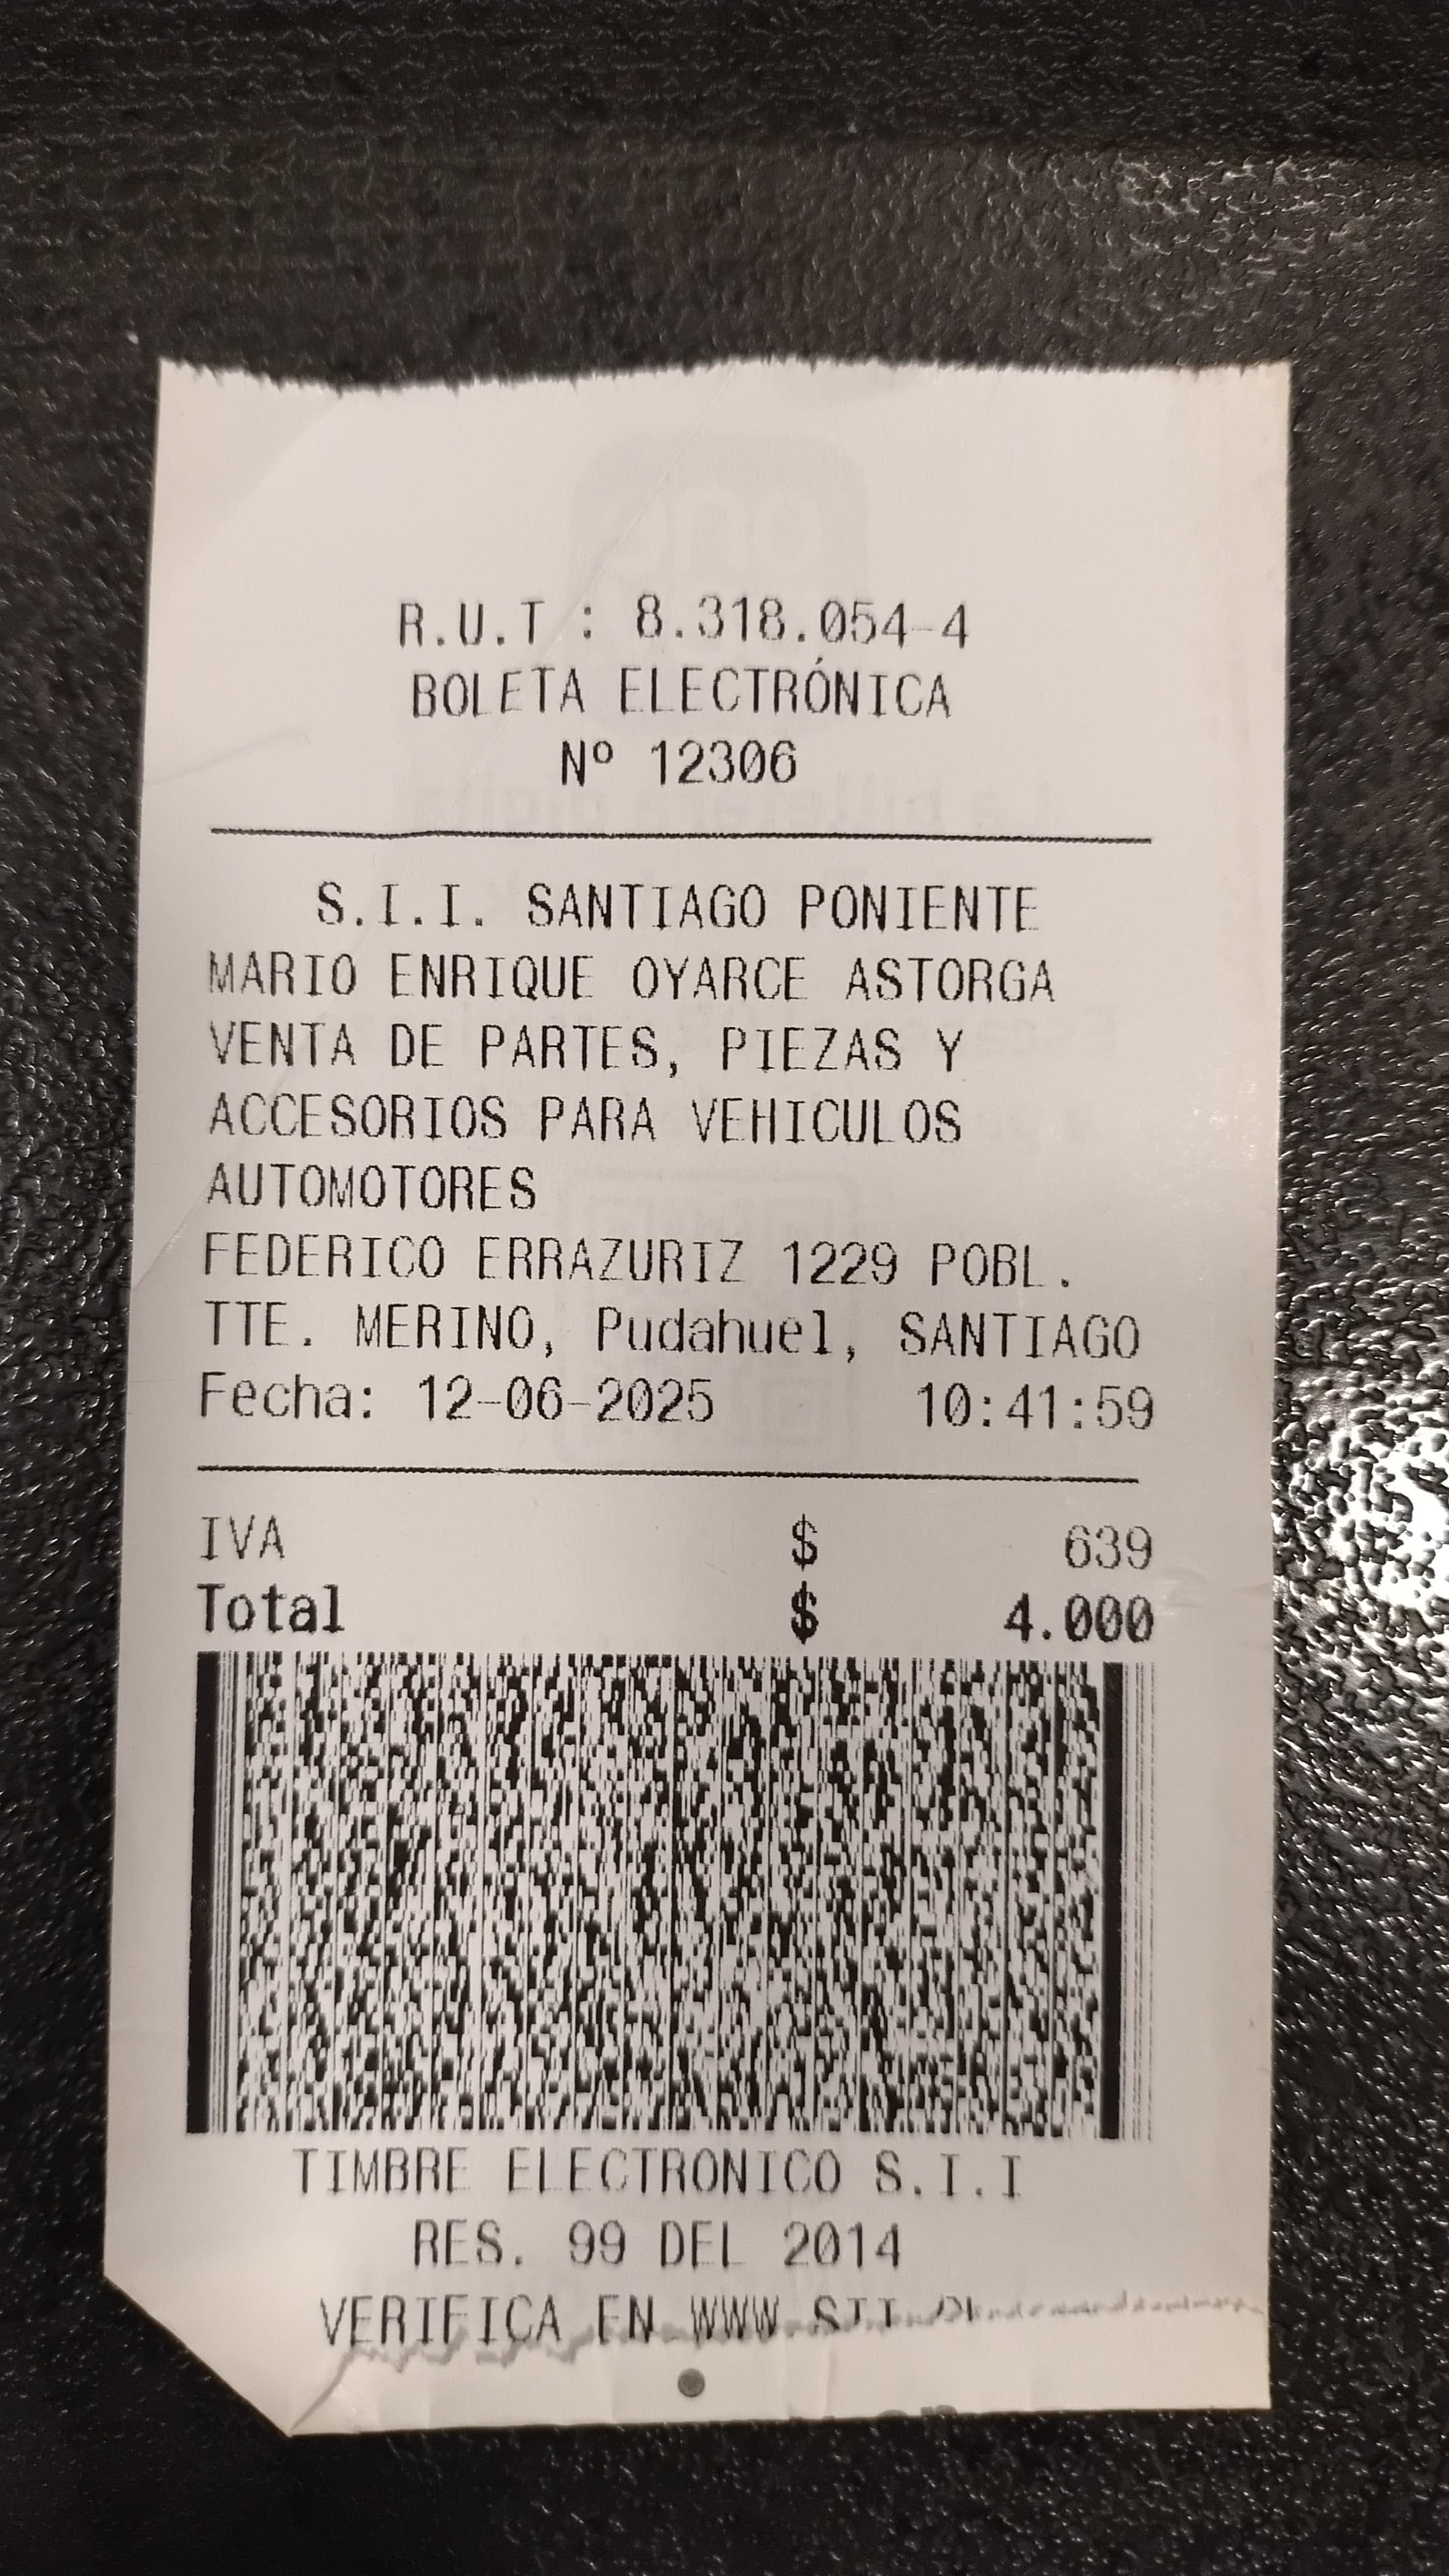 R.U.T : 8.318.054-4
BOLETA ELECTRÓNICA
Nº 12306
S.I.I. SANTIAGO PONIENTE
MARIO ENRIQUE OYARCE ASTORGA
VENTA DE PARTES, PIEZAS Y
ACCESORIOS PARA VEHICULOS
AUTOMOTORES
FEDERICO ERRAZURIZ 1229 POBL.
TTE. MERINO, Pudahuel, SANTIAGO
Fecha: 12-06-2025 10:41:59
IVA $ 639
Total $ 4.000
TIMBRE ELECTRONICO S.I.I
RES. 99 DEL 2014
VERIFICA EN WWW.SII.CL